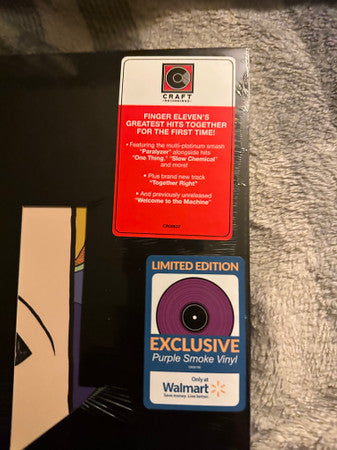 CRAFT
RECORDINGS
FINGER ELEVEN'S
GREATEST HITS TOGETHER
FOR THE FIRST TIME!
• Featuring the multi-platinum smash
"Paralyzer" alongside hits
"One Thing," "Slow Chemical"
and more!
• Plus brand new track
"Together Right"
• And previously unreleased
"Welcome to the Machine"
LIMITED EDITION
EXCLUSIVE
Purple Smoke Vinyl
Only at
Walmart
Save money. Live better.